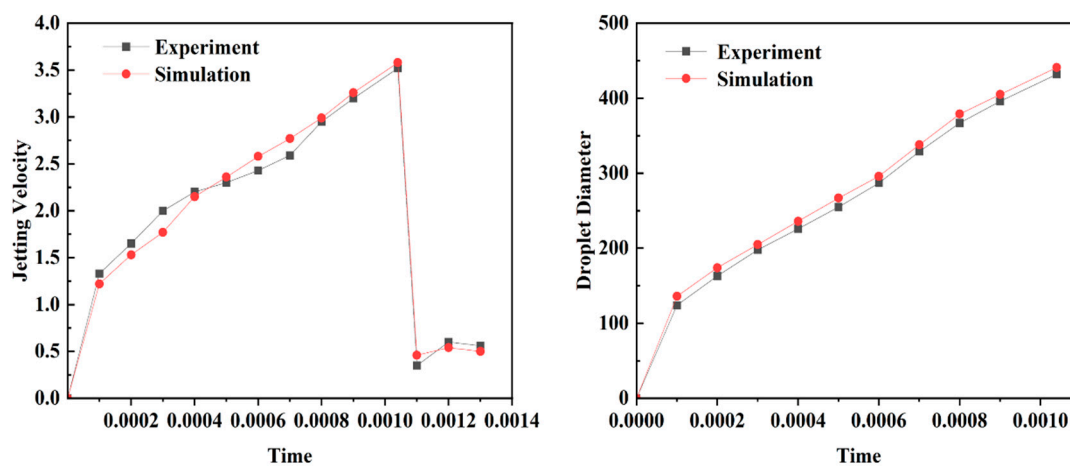 4.0
3.5
3.0
2.5
2.0
1.5
1.0
0.5
0.0
Jetting Velocity
Experiment
Simulation
0.0002 0.0004 0.0006 0.0008 0.0010 0.0012 0.0014
Time
500
400
300
200
100
0
Droplet Diameter
Experiment
Simulation
0.0000 0.0002 0.0004 0.0006 0.0008 0.0010
Time